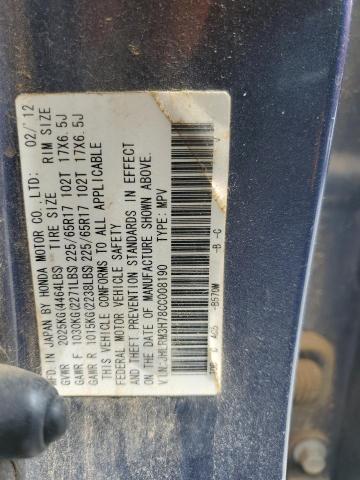 MFD. IN JAPAN BY HONDA MOTOR CO.,LTD: 02/'12
GVWR 2025KG(4464LBS) TIRE SIZE RIM SIZE
GAWR F 1030KG(2271LBS) 225/65R17 102T 17X6.5J
GAWR R 1015KG(2238LBS) 225/65R17 102T 17X6.5J
THIS VEHICLE CONFORMS TO ALL APPLICABLE
FEDERAL MOTOR VEHICLE SAFETY
AND THEFT PREVENTION STANDARDS IN EFFECT
ON THE DATE OF MANUFACTURE SHOWN ABOVE.
V.I.N.:JHLRM3H78CC008190 TYPE: MPV
C -B570M -B -C